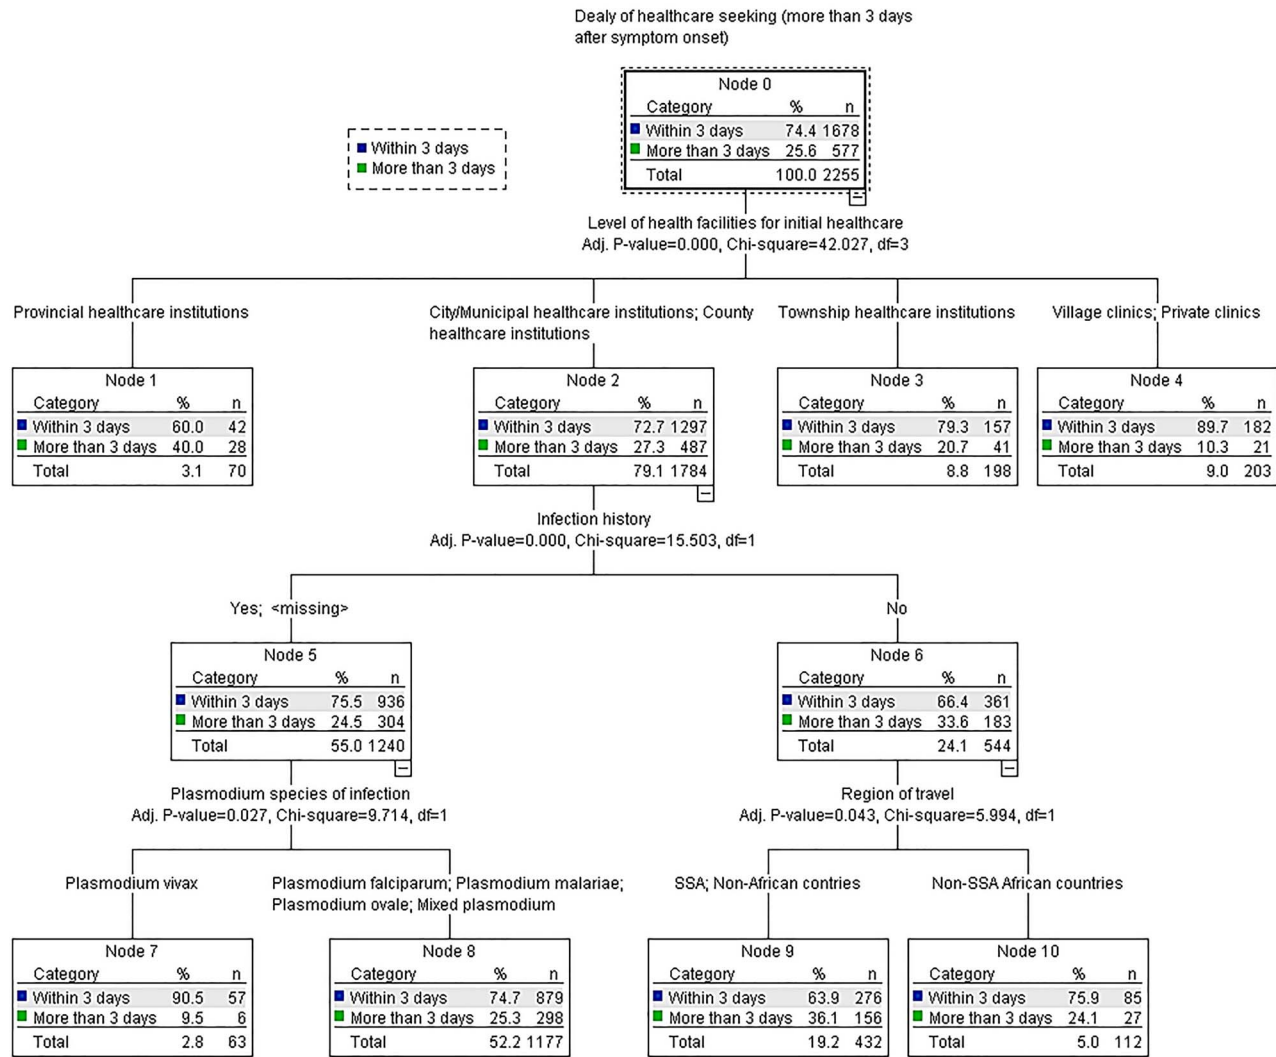 Dealy of healthcare seeking (more than 3 days
after symptom onset)
Node 0
Category % n
Within 3 days 74.4 1678
More than 3 days 25.6 577
Total 100.0 2255
Within 3 days
More than 3 days
Level of health facilities for initial healthcare
Adj. P-value=0.000, Chi-square=42.027, df=3
Provincial healthcare institutions
City/Municipal healthcare institutions; County
healthcare institutions
Township healthcare institutions
Village clinics; Private clinics
Node 1
Category % n
Within 3 days 60.0 42
More than 3 days 40.0 28
Total 3.1 70
Node 2
Category % n
Within 3 days 72.7 1297
More than 3 days 27.3 487
Total 79.1 1784
Node 3
Category % n
Within 3 days 79.3 157
More than 3 days 20.7 41
Total 8.8 198
Node 4
Category % n
Within 3 days 89.7 182
More than 3 days 10.3 21
Total 9.0 203
Infection history
Adj. P-value=0.000, Chi-square=15.503, df=1
Yes; <missing>
No
Node 5
Category % n
Within 3 days 75.5 936
More than 3 days 24.5 304
Total 55.0 1240
Node 6
Category % n
Within 3 days 66.4 361
More than 3 days 33.6 183
Total 24.1 544
Plasmodium species of infection
Adj. P-value=0.027, Chi-square=9.714, df=1
Region of travel
Adj. P-value=0.043, Chi-square=5.994, df=1
Plasmodium vivax
Plasmodium falciparum; Plasmodium malariae;
Plasmodium ovale; Mixed plasmodium
SSA; Non-African contries
Non-SSA African countries
Node 7
Category % n
Within 3 days 90.5 57
More than 3 days 9.5 6
Total 2.8 63
Node 8
Category % n
Within 3 days 74.7 879
More than 3 days 25.3 298
Total 52.2 1177
Node 9
Category % n
Within 3 days 63.9 276
More than 3 days 36.1 156
Total 19.2 432
Node 10
Category % n
Within 3 days 75.9 85
More than 3 days 24.1 27
Total 5.0 112